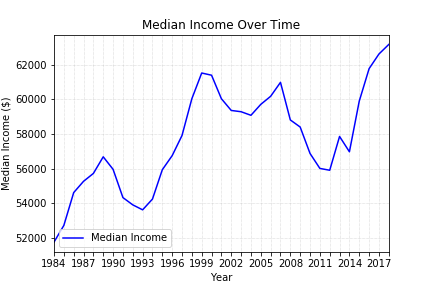 Median Income Over Time
Median Income ($)
62000
60000
58000
56000
54000
52000
Median Income
1984 1987 1990 1993 1996 1999 2002 2005 2008 2011 2014 2017
Year